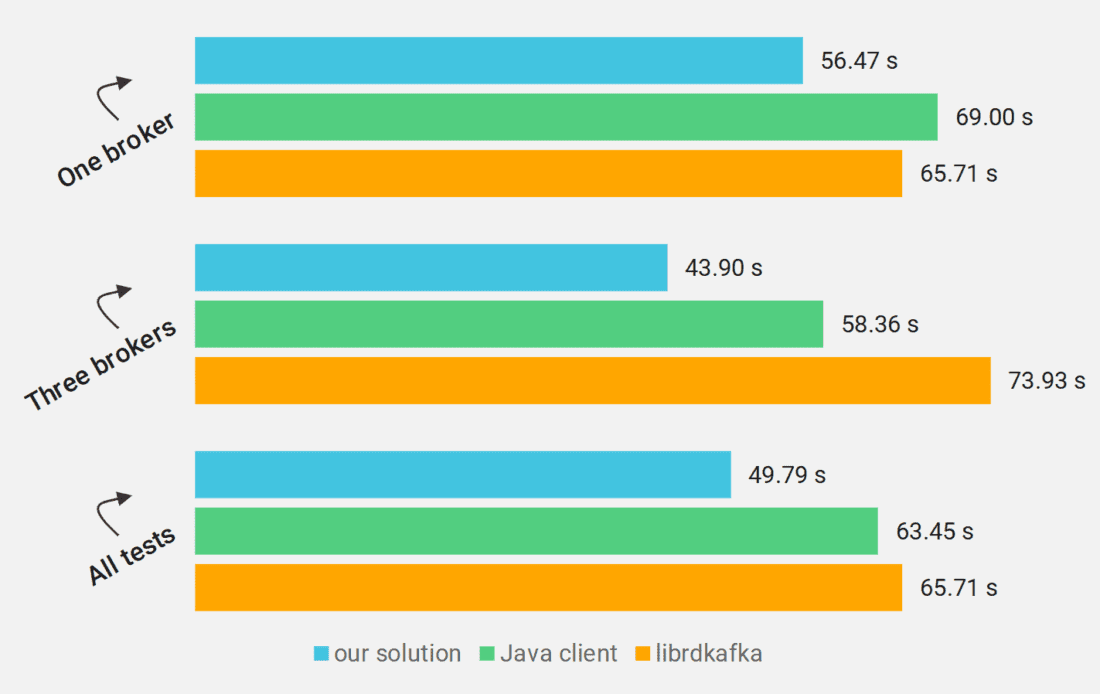 One broker
56.47 s
69.00 s
65.71 s
Three brokers
43.90 s
58.36 s
73.93 s
All tests
49.79 s
63.45 s
65.71 s
our solution Java client librdkafka